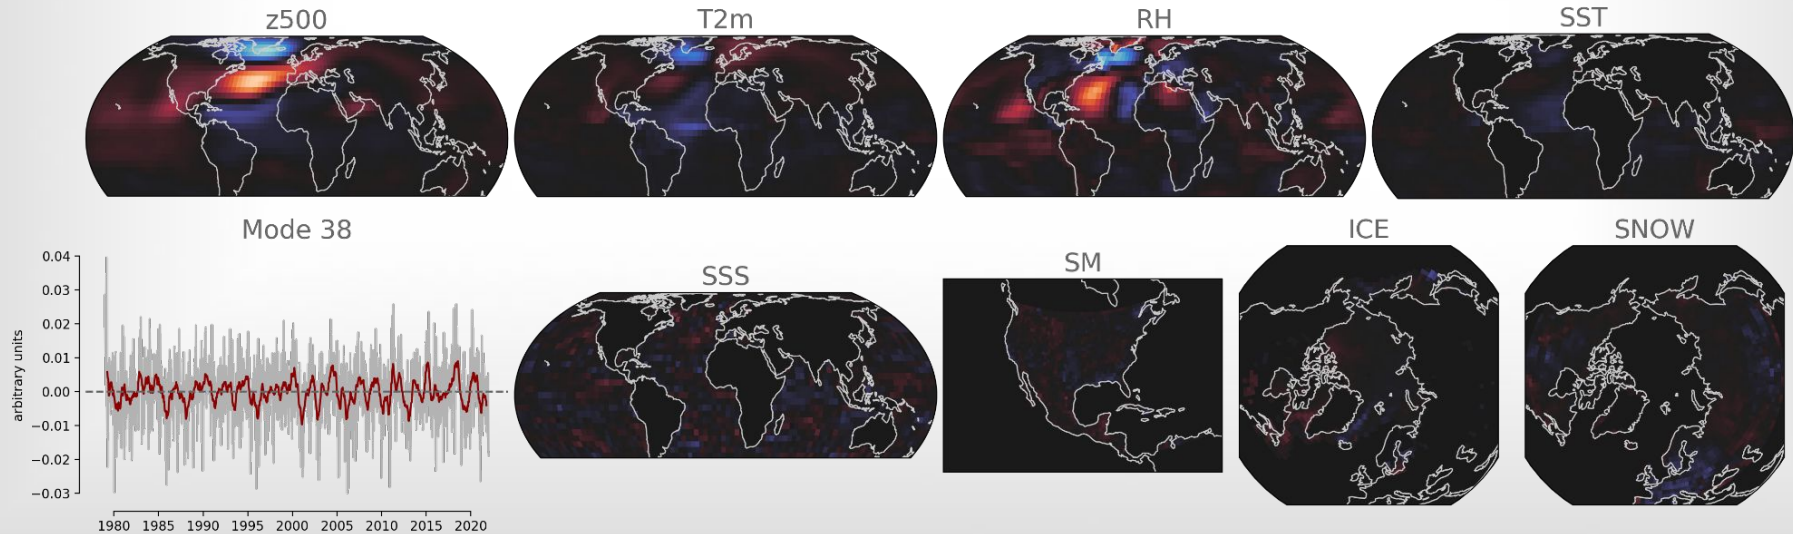 z500
T2m
RH
SST
Mode 38
0.04
0.03
0.02
0.01
0.00
−0.01
−0.02
−0.03
arbitrary units
1980 1985 1990 1995 2000 2005 2010 2015 2020
SSS
SM
ICE
SNOW